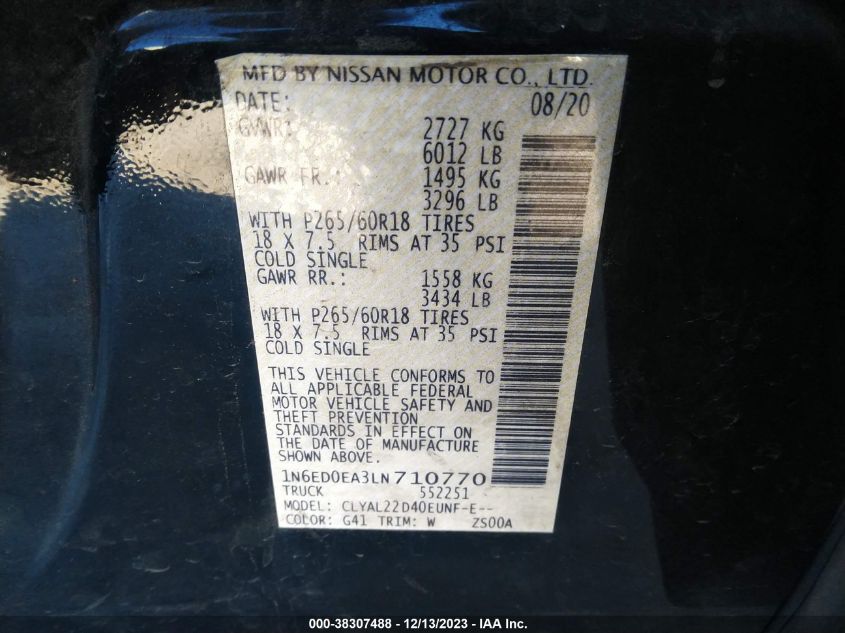 MFD BY NISSAN MOTOR CO., LTD.
DATE: 08/20
GVWR: 2727 KG
6012 LB
GAWR FR.: 1495 KG
3296 LB
WITH P265/60R18 TIRES
18 X 7.5 RIMS AT 35 PSI
COLD SINGLE
GAWR RR.: 1558 KG
3434 LB
WITH P265/60R18 TIRES
18 X 7.5 RIMS AT 35 PSI
COLD SINGLE
THIS VEHICLE CONFORMS TO
ALL APPLICABLE FEDERAL
MOTOR VEHICLE SAFETY AND
THEFT PREVENTION
STANDARDS IN EFFECT ON
THE DATE OF MANUFACTURE
SHOWN ABOVE.
1N6ED0EA3LN710770
TRUCK 552251
MODEL: CLYAL22D40EUNF-E--
COLOR: G41 TRIM: W ZS00A
000-38307488 - 12/13/2023 - IAA Inc.